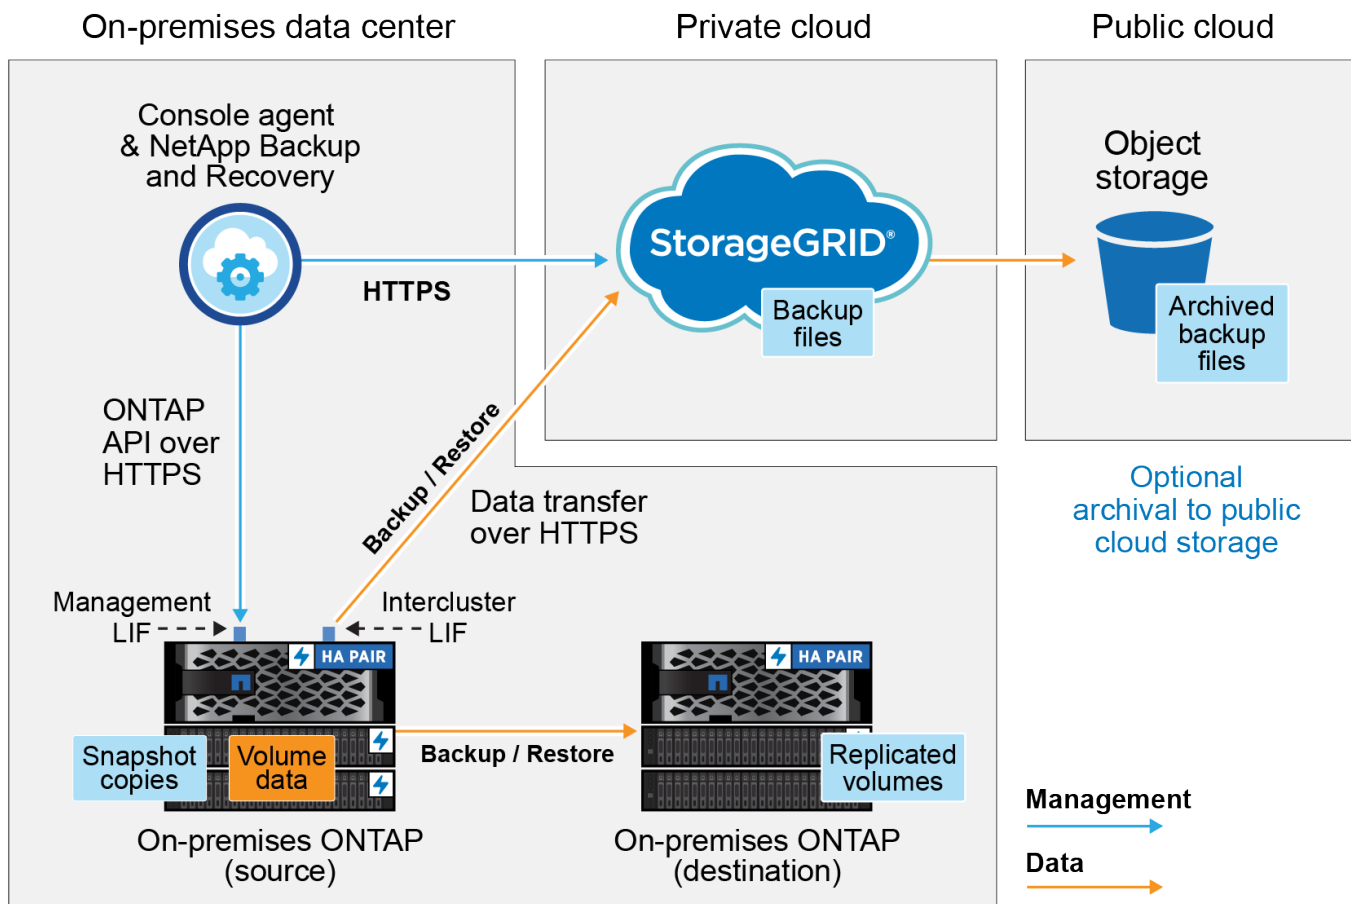 On-premises data center
Private cloud
Public cloud
Console agent
& NetApp Backup
and Recovery
Object
storage
StorageGRID®
HTTPS
Backup
files
Archived
backup
files
ONTAP
API over
HTTPS
Backup / Restore
Data transfer
over HTTPS
Optional
archival to public
cloud storage
Management
LIF
Intercluster
LIF
HA PAIR
HA PAIR
Snapshot
copies
Volume
data
Backup / Restore
Replicated
volumes
On-premises ONTAP
(source)
On-premises ONTAP
(destination)
Management
Data